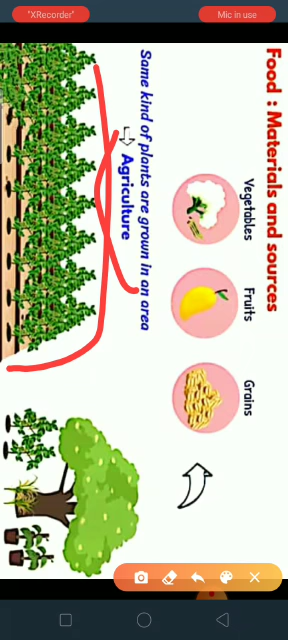 "XRecorder"
Mic in use
Food : Materials and sources
Vegetables
Fruits
Grains
Same kind of plants are grown in an area
Agriculture